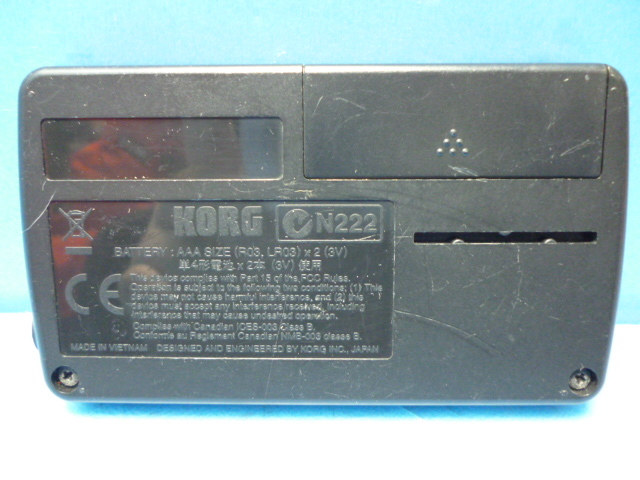 KORG N222
BATTERY : AAA SIZE (R03, LR03) x 2 (3V)
単4形電池 x 2本 (3V) 使用
This device complies with Part 15 of the FCC Rules.
Operation is subject to the following two conditions: (1) This
device may not cause harmful interference, and (2) this
device must accept any interference received, including
interference that may cause undesired operation.
Complies with Canadian ICES-003 Class B.
Conforme au Reglament Canadien NMB-003 classe B.
CE
MADE IN VIETNAM DESIGNED AND ENGINEERED BY KORG INC., JAPAN